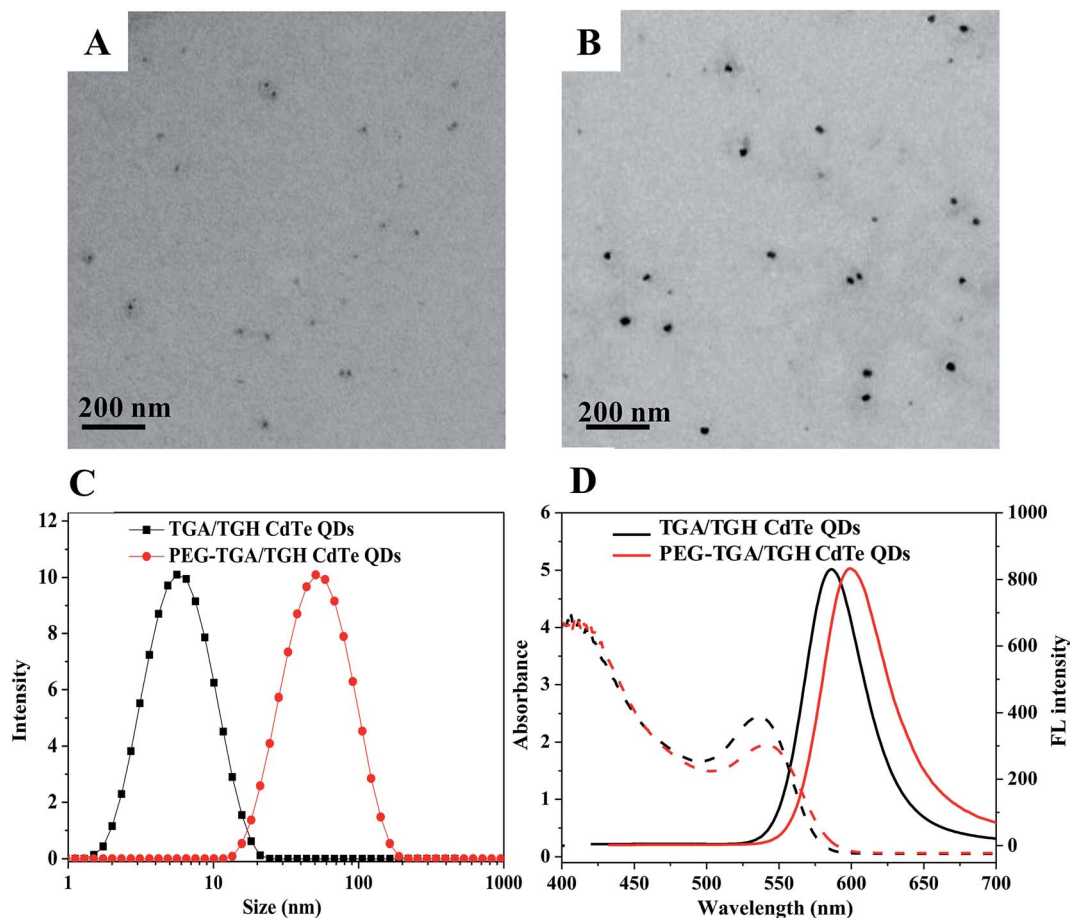 A
B
200 nm
200 nm
C
D
TGA/TGH CdTe QDs
PEG-TGA/TGH CdTe QDs
12
10
8
6
4
2
0
Intensity
1
10
100
1000
Size (nm)
TGA/TGH CdTe QDs
PEG-TGA/TGH CdTe QDs
6
5
4
3
2
1
0
Absorbance
1000
800
600
400
200
0
FL intensity
400
450
500
550
600
650
700
Wavelength (nm)